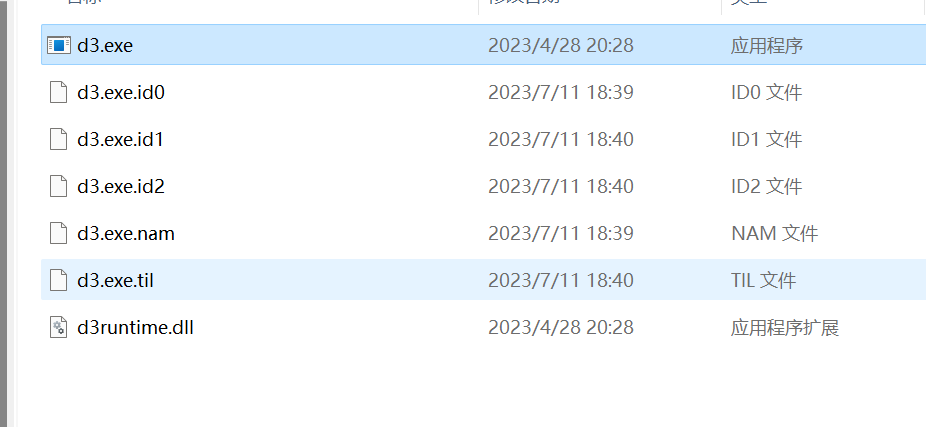 d3.exe 2023/4/28 20:28 应用程序
d3.exe.id0 2023/7/11 18:39 ID0 文件
d3.exe.id1 2023/7/11 18:40 ID1 文件
d3.exe.id2 2023/7/11 18:40 ID2 文件
d3.exe.nam 2023/7/11 18:39 NAM 文件
d3.exe.til 2023/7/11 18:40 TIL 文件
d3runtime.dll 2023/4/28 20:28 应用程序扩展